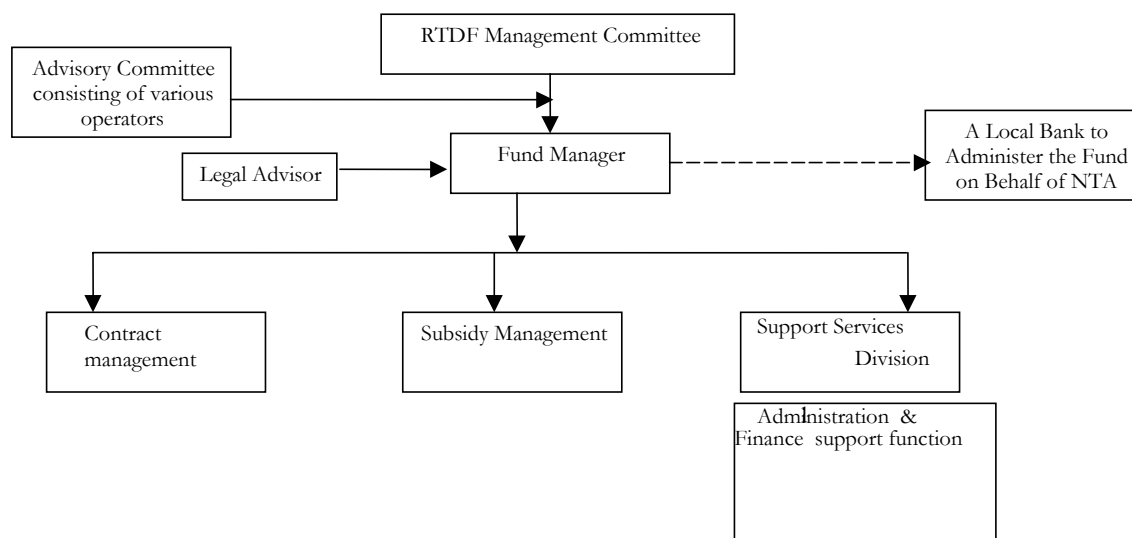 RTDF Management Committee
Advisory Committee
consisting of various
operators
Fund Manager
Legal Advisor
A Local Bank to
Administer the Fund
on Behalf of NTA
Contract
management
Subsidy Management
Support Services
Division
Administration &
Finance support function